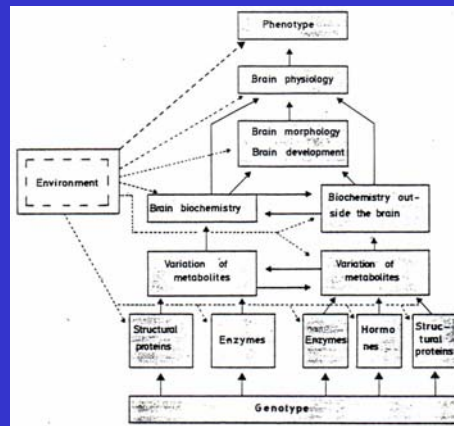 Phenotype
Brain physiology
Brain morphology
Brain development
Environment
Brain biochemistry
Biochemistry out-
side the brain
Variation of
metabolites
Variation of
metabolites
Structural
proteins
Enzymes
Enzymes
Hormo
nes
Struc-
tural
proteins
Genotype